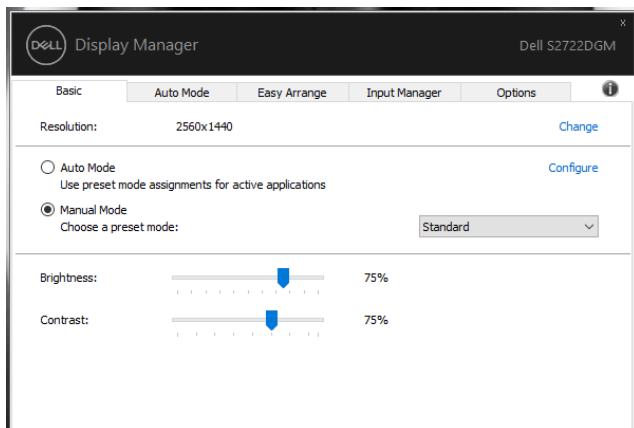 x
DELL Display Manager Dell S2722DGM
Basic Auto Mode Easy Arrange Input Manager Options i
Resolution: 2560x1440 Change
Auto Mode Configure
Use preset mode assignments for active applications
Manual Mode
Choose a preset mode: Standard
Brightness: 75%
Contrast: 75%